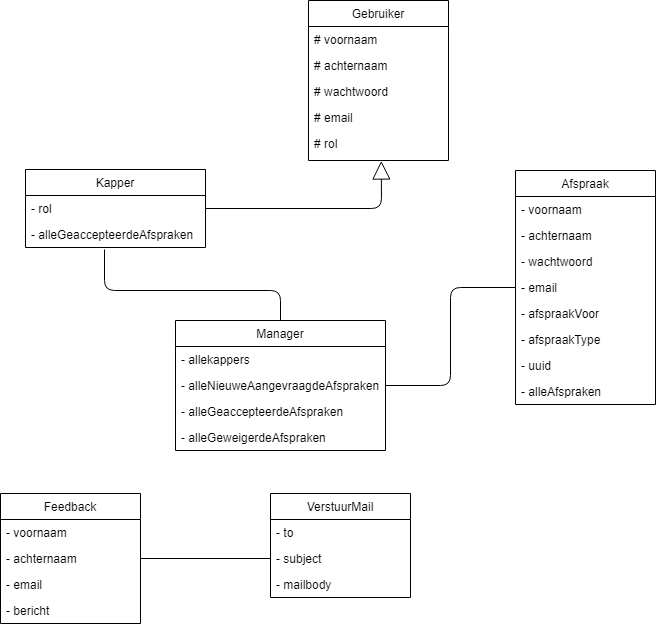 Gebruiker
# voornaam
# achternaam
# wachtwoord
# email
# rol
Kapper
- rol
- alleGeaccepteerdeAfspraken
Afspraak
- voornaam
- achternaam
- wachtwoord
- email
- afspraakVoor
- afspraakType
- uuid
- alleAfspraken
Manager
- allekappers
- alleNieuweAangevraagdeAfspraken
- alleGeaccepteerdeAfspraken
- alleGeweigerdeAfspraken
Feedback
- voornaam
- achternaam
- email
- bericht
VerstuurMail
- to
- subject
- mailbody